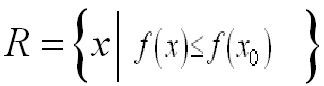 R = { x | f(x) ≤ f(x₀) }